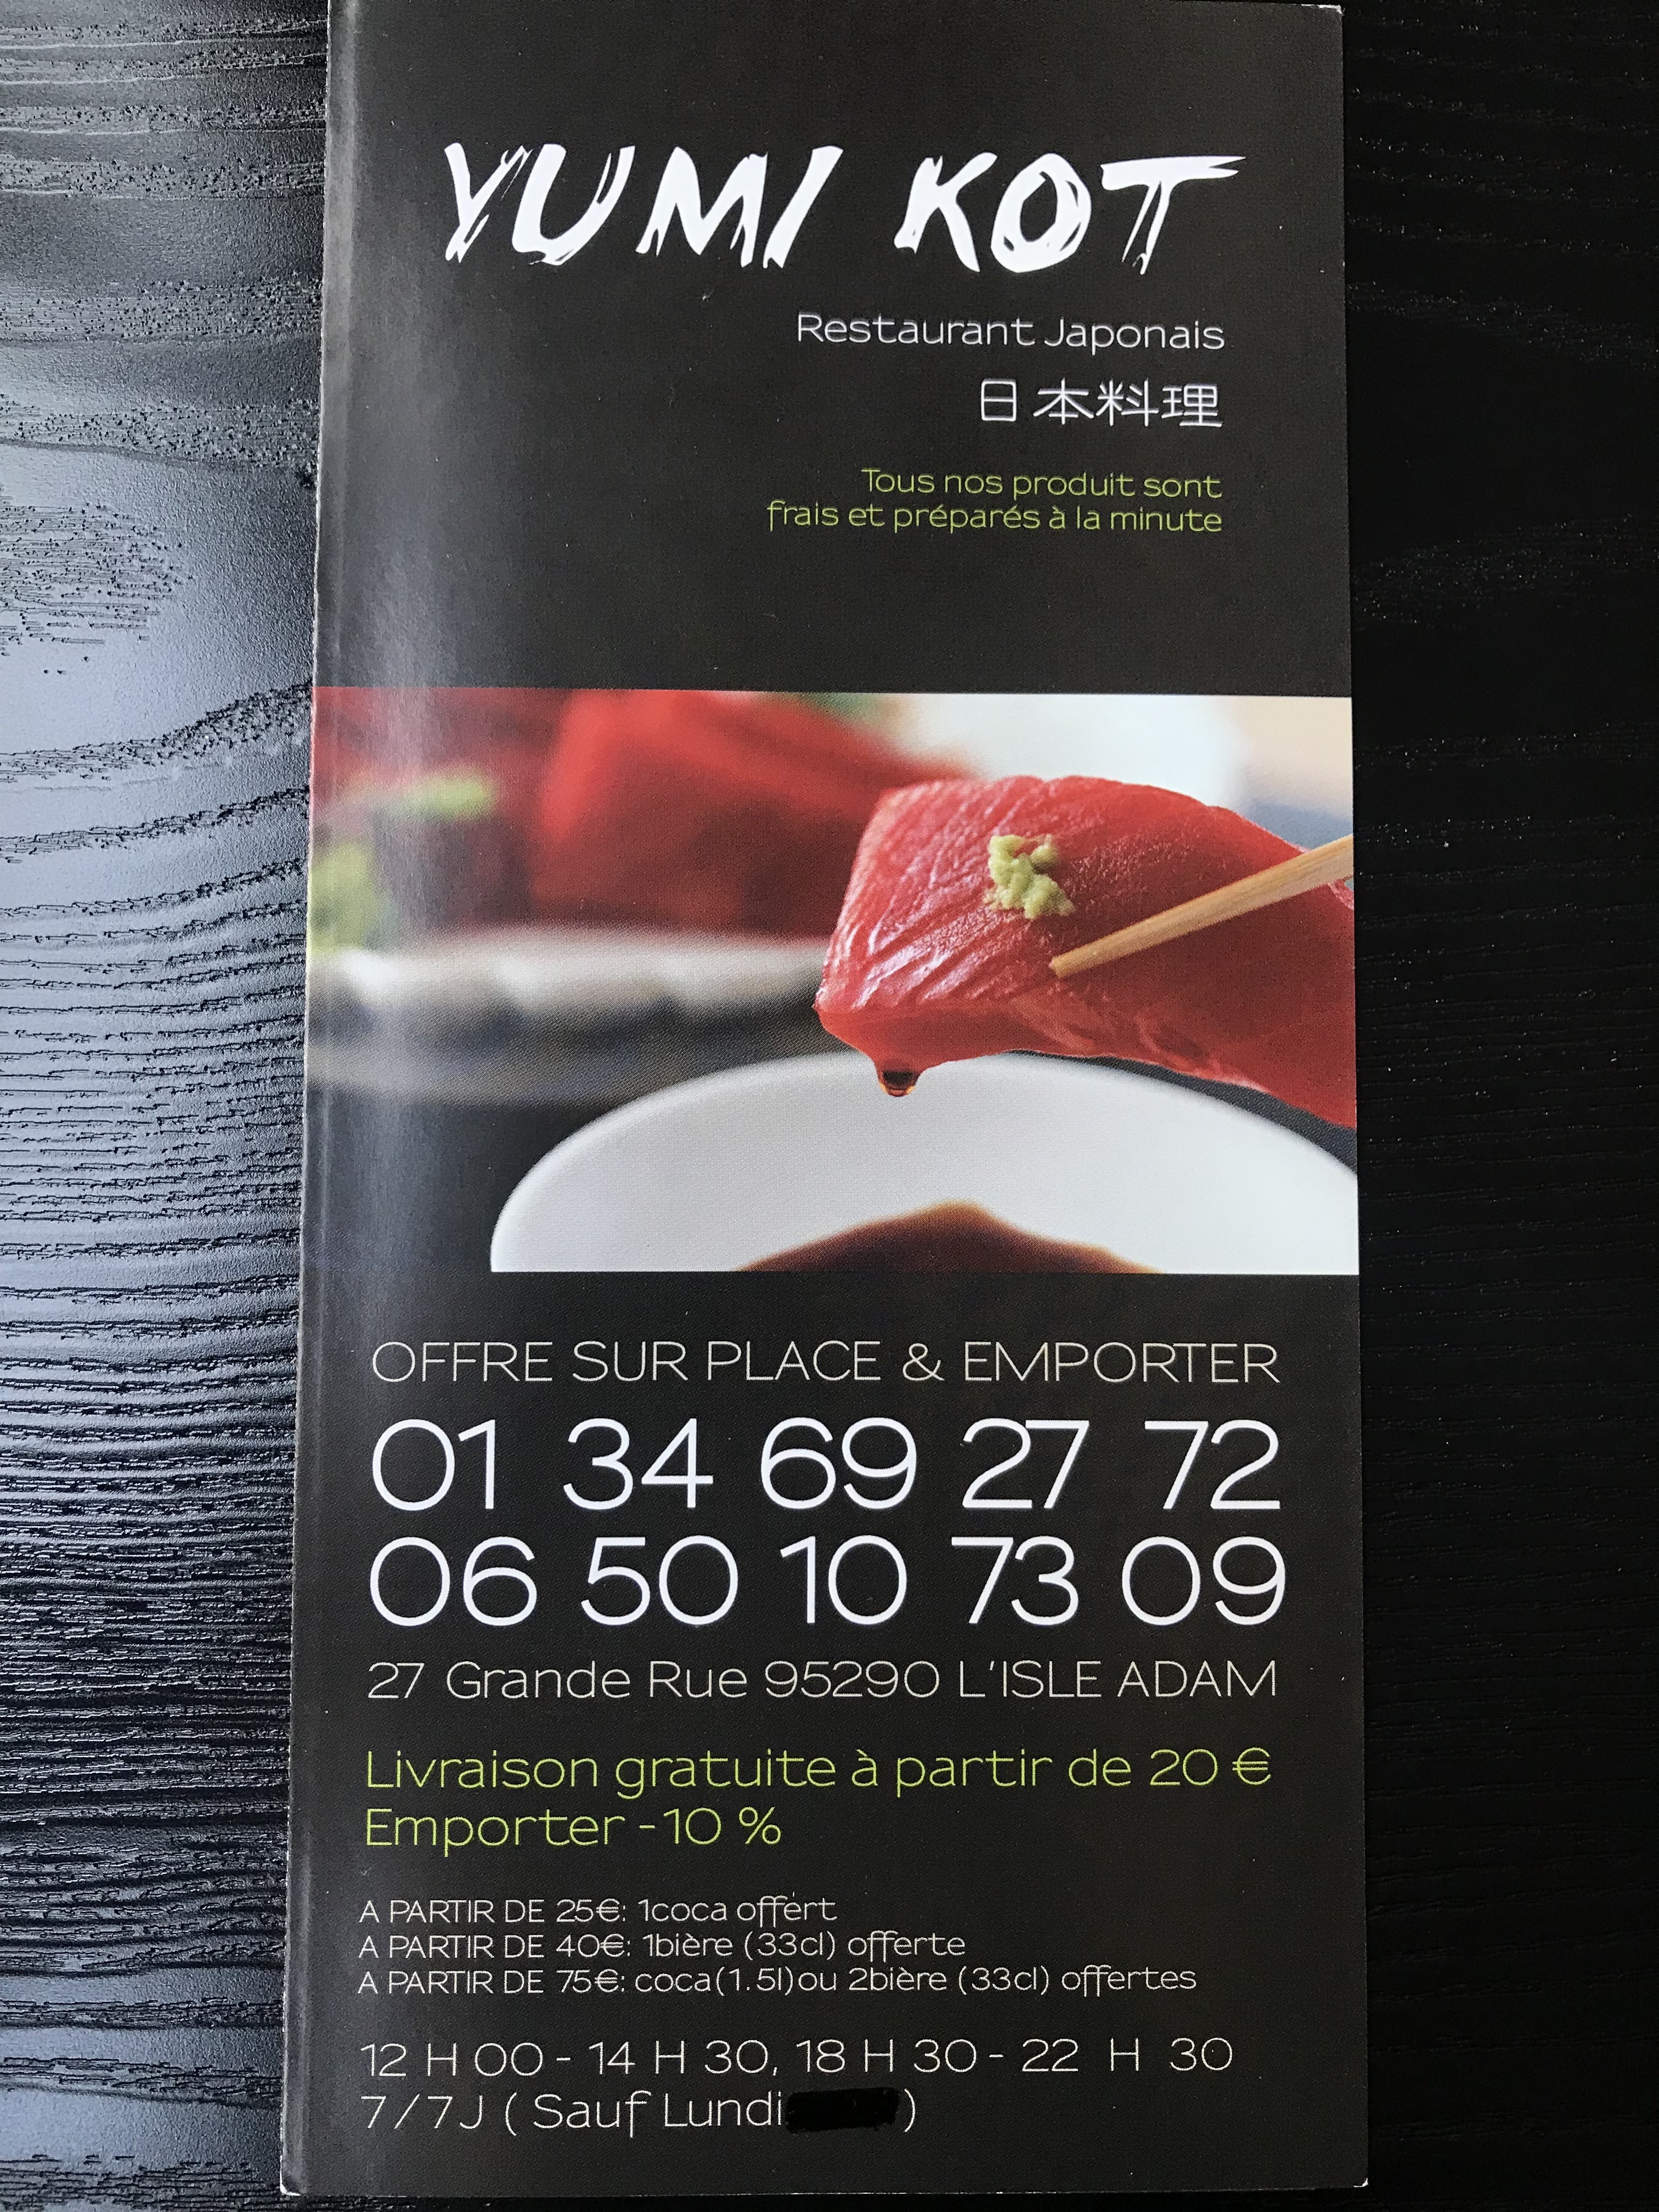 YUMI KOT
Restaurant Japonais
日本料理
Tous nos produit sont
frais et préparés à la minute
OFFRE SUR PLACE & EMPORTER
01 34 69 27 72
06 50 10 73 09
27 Grande Rue 95290 L'ISLE ADAM
Livraison gratuite à partir de 20 €
Emporter -10 %
A PARTIR DE 25€: 1coca offert
A PARTIR DE 40€: 1bière (33cl) offerte
A PARTIR DE 75€: coca(1.5l)ou 2bière (33cl) offertes
12 H 00 - 14 H 30, 18 H 30 - 22 H 30
7/7J ( Sauf Lundi )